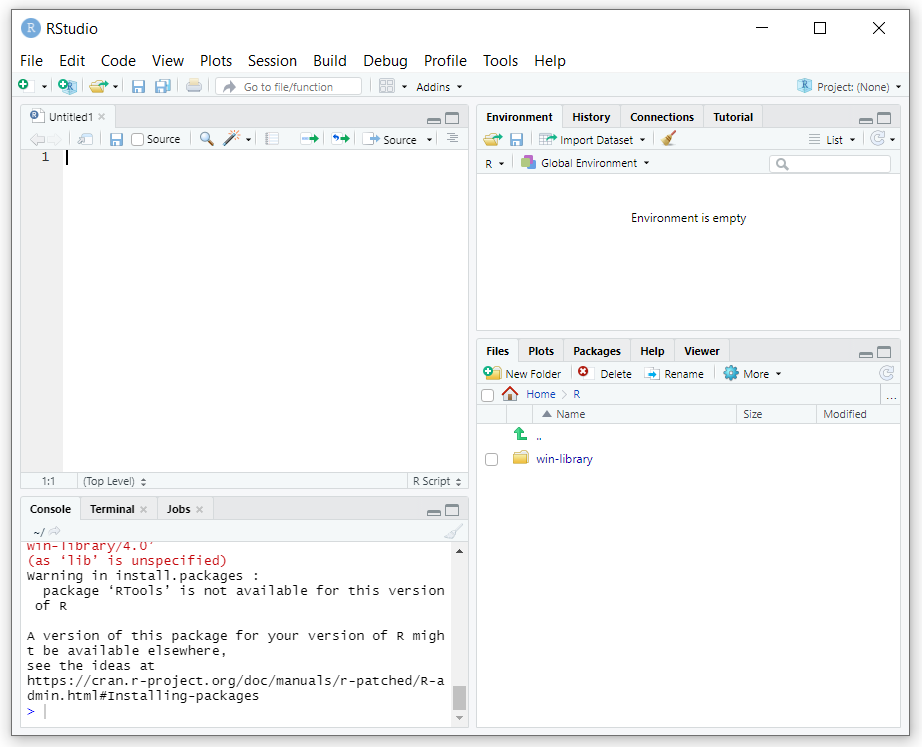 R RStudio
File Edit Code View Plots Session Build Debug Profile Tools Help
R Go to file/function Addins R Project: (None)
R Untitled1
Source Source
1
1:1 (Top Level) R Script
Console Terminal Jobs
~/
win-library/4.0’
(as ‘lib’ is unspecified)
Warning in install.packages :
package ‘RTools’ is not available for this version
of R
A version of this package for your version of R migh
t be available elsewhere,
see the ideas at
https://cran.r-project.org/doc/manuals/r-patched/R-a
dmin.html#Installing-packages
>
Environment History Connections Tutorial
Import Dataset List
R Global Environment
Environment is empty
Files Plots Packages Help Viewer
New Folder Delete Rename More
Home R ...
Name Size Modified
..
win-library